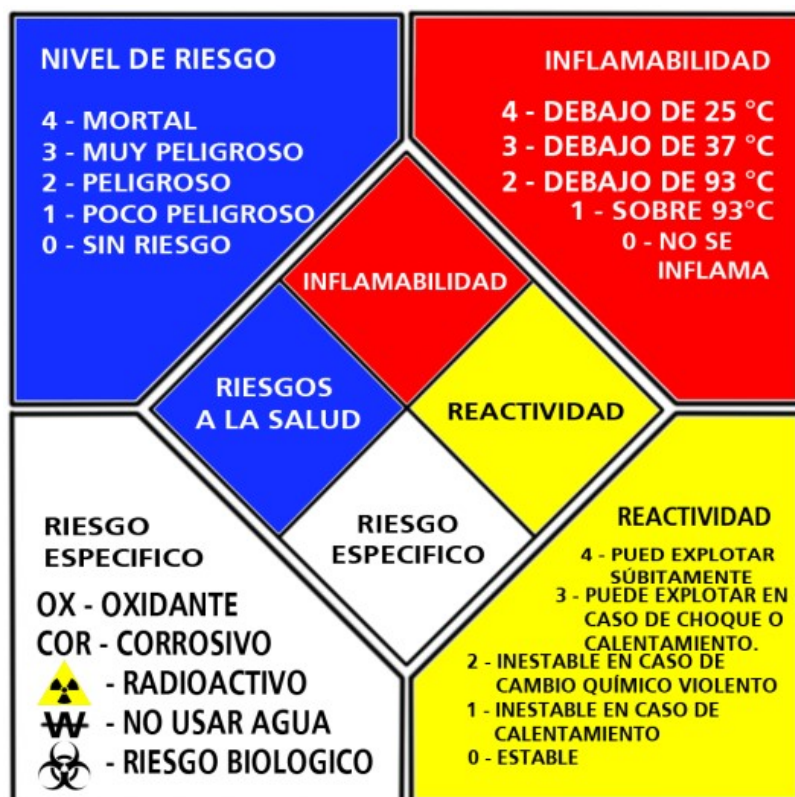 NIVEL DE RIESGO
4 - MORTAL
3 - MUY PELIGROSO
2 - PELIGROSO
1 - POCO PELIGROSO
0 - SIN RIESGO
INFLAMABILIDAD
4 - DEBAJO DE 25 °C
3 - DEBAJO DE 37 °C
2 - DEBAJO DE 93 °C
1 - SOBRE 93°C
0 - NO SE
INFLAMA
INFLAMABILIDAD
RIESGOS
A LA SALUD
REACTIVIDAD
RIESGO
ESPECIFICO
RIESGO
ESPECIFICO
OX - OXIDANTE
COR - CORROSIVO
- RADIOACTIVO
W - NO USAR AGUA
- RIESGO BIOLOGICO
REACTIVIDAD
4 - PUED EXPLOTAR
SÚBITAMENTE
3 - PUEDE EXPLOTAR EN
CASO DE CHOQUE O
CALENTAMIENTO.
2 - INESTABLE EN CASO DE
CAMBIO QUÍMICO VIOLENTO
1 - INESTABLE EN CASO DE
CALENTAMIENTO
0 - ESTABLE